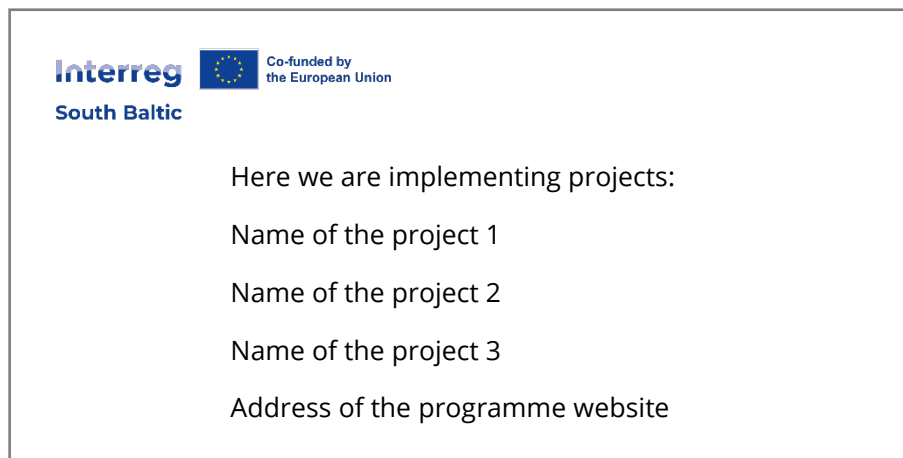 Interreg
Co-funded by
the European Union
South Baltic
Here we are implementing projects:
Name of the project 1
Name of the project 2
Name of the project 3
Address of the programme website